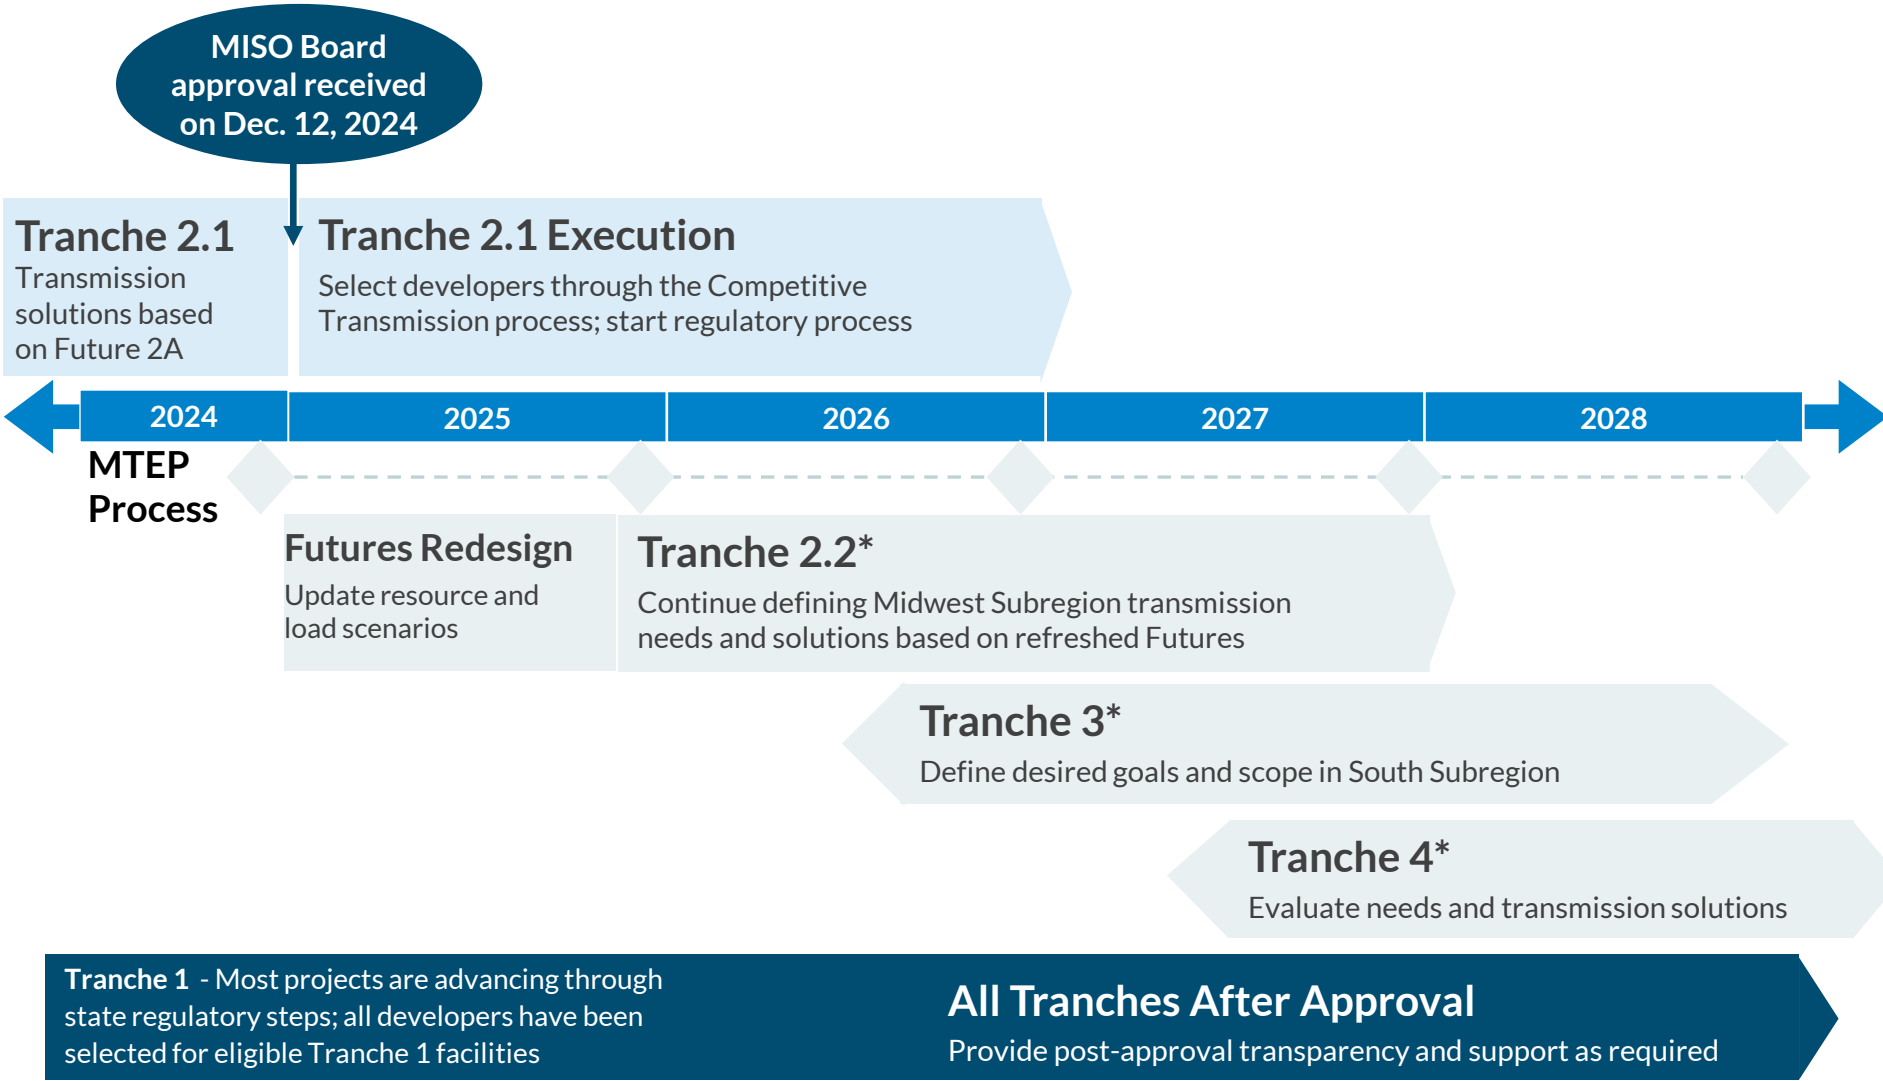 MISO Board
approval received
on Dec. 12, 2024
Tranche 2.1
Transmission
solutions based
on Future 2A
Tranche 2.1 Execution
Select developers through the Competitive
Transmission process; start regulatory process
2024
2025
2026
2027
2028
MTEP
Process
Futures Redesign
Update resource and
load scenarios
Tranche 2.2*
Continue defining Midwest Subregion transmission
needs and solutions based on refreshed Futures
Tranche 3*
Define desired goals and scope in South Subregion
Tranche 4*
Evaluate needs and transmission solutions
Tranche 1 - Most projects are advancing through
state regulatory steps; all developers have been
selected for eligible Tranche 1 facilities
All Tranches After Approval
Provide post-approval transparency and support as required